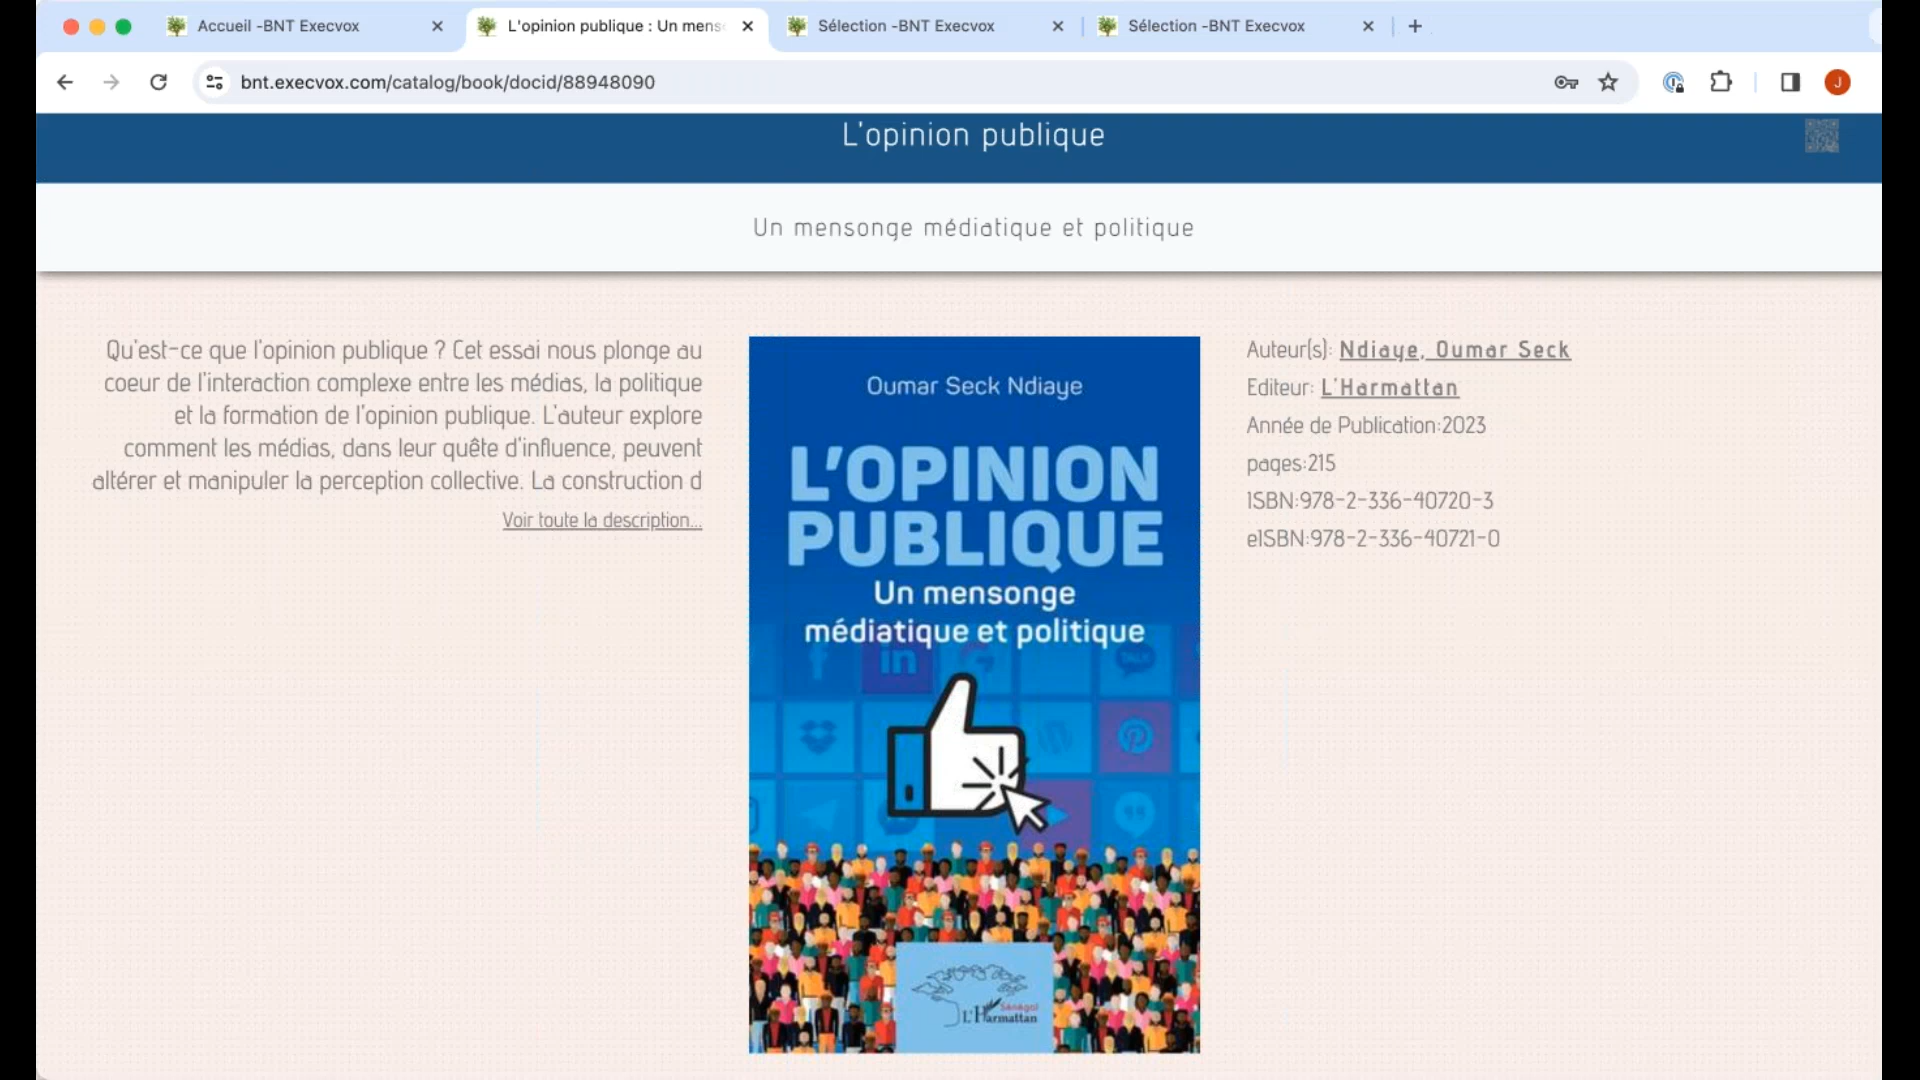 Accueil -BNT Execvox
L'opinion publique : Un mens
Sélection -BNT Execvox
Sélection -BNT Execvox
bnt.execvox.com/catalog/book/docid/88948090
J
L'opinion publique
Un mensonge médiatique et politique
Qu'est-ce que l'opinion publique ? Cet essai nous plonge au
coeur de l'interaction complexe entre les médias, la politique
et la formation de l'opinion publique. L'auteur explore
comment les médias, dans leur quête d'influence, peuvent
altérer et manipuler la perception collective. La construction d
Voir toute la description...
Oumar Seck Ndiaye
L'OPINION
PUBLIQUE
Un mensonge
médiatique et politique
in
TALK
Sénégal
L'Harmattan
Auteur(s): Ndiaye, Oumar Seck
Editeur: L'Harmattan
Année de Publication:2023
pages:215
ISBN:978-2-336-40720-3
eISBN:978-2-336-40721-0